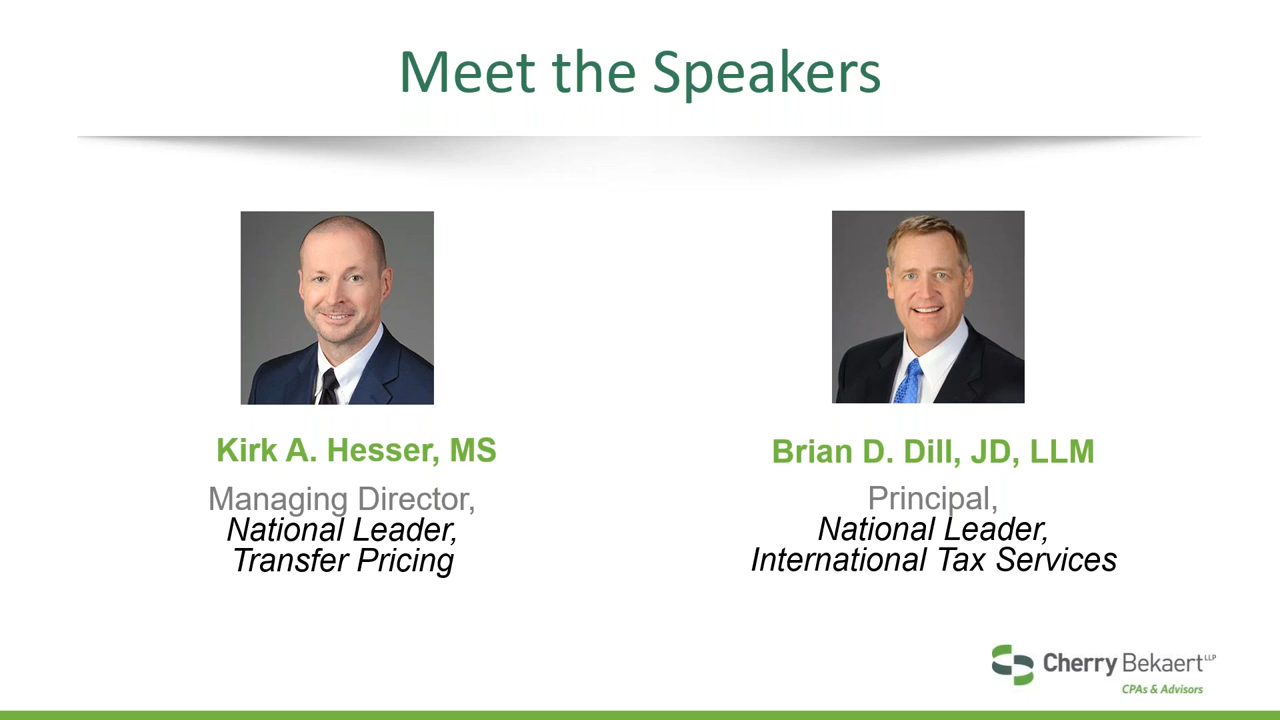 Meet the Speakers
Kirk A. Hesser, MS
Managing Director,
National Leader,
Transfer Pricing
Brian D. Dill, JD, LLM
Principal,
National Leader,
International Tax Services
Cherry Bekaert LLP
CPAs & Advisors